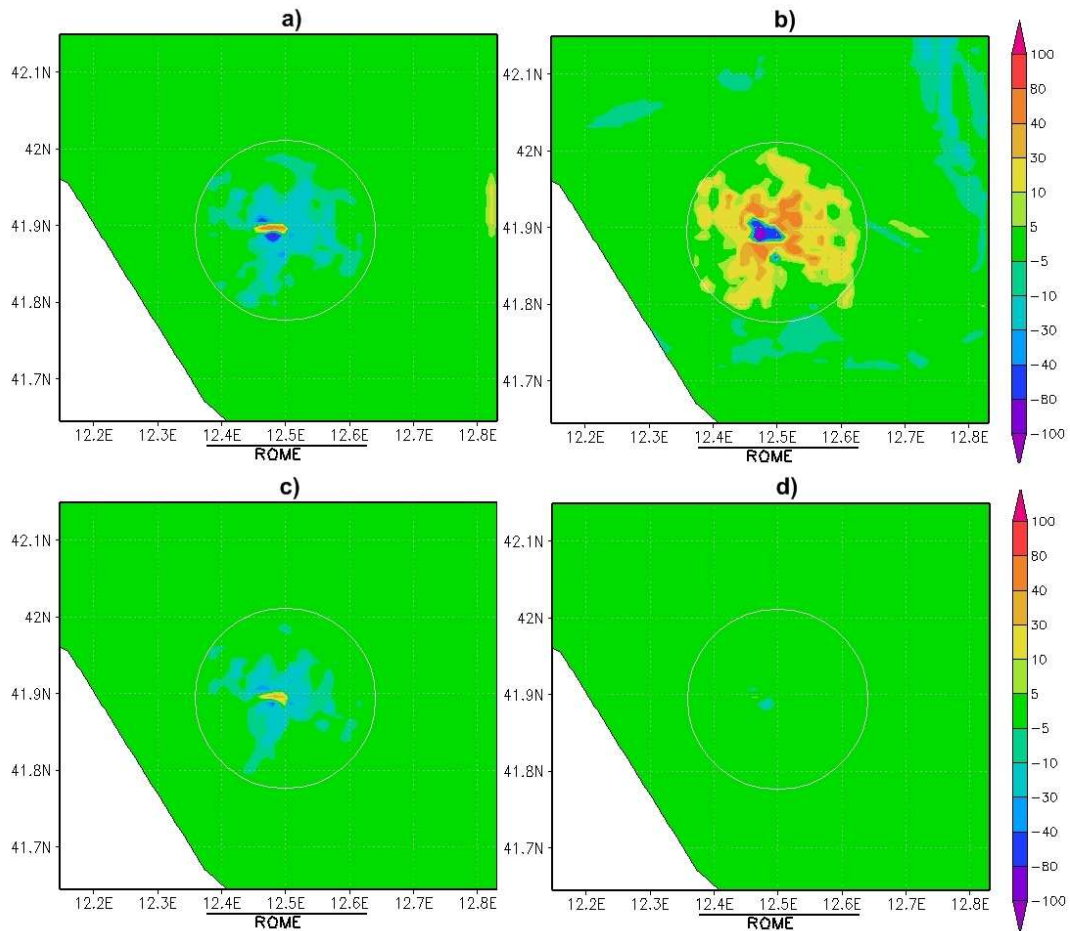 a)
42.1N
42N
41.9N
41.8N
41.7N
12.2E 12.3E 12.4E 12.5E 12.6E 12.7E 12.8E
ROME
b)
42.1N
42N
41.9N
41.8N
41.7N
12.2E 12.3E 12.4E 12.5E 12.6E 12.7E 12.8E
ROME
100
80
40
30
10
5
-5
-10
-30
-40
-80
-100
c)
42.1N
42N
41.9N
41.8N
41.7N
12.2E 12.3E 12.4E 12.5E 12.6E 12.7E 12.8E
ROME
d)
42.1N
42N
41.9N
41.8N
41.7N
12.2E 12.3E 12.4E 12.5E 12.6E 12.7E 12.8E
ROME
100
80
40
30
10
5
-5
-10
-30
-40
-80
-100